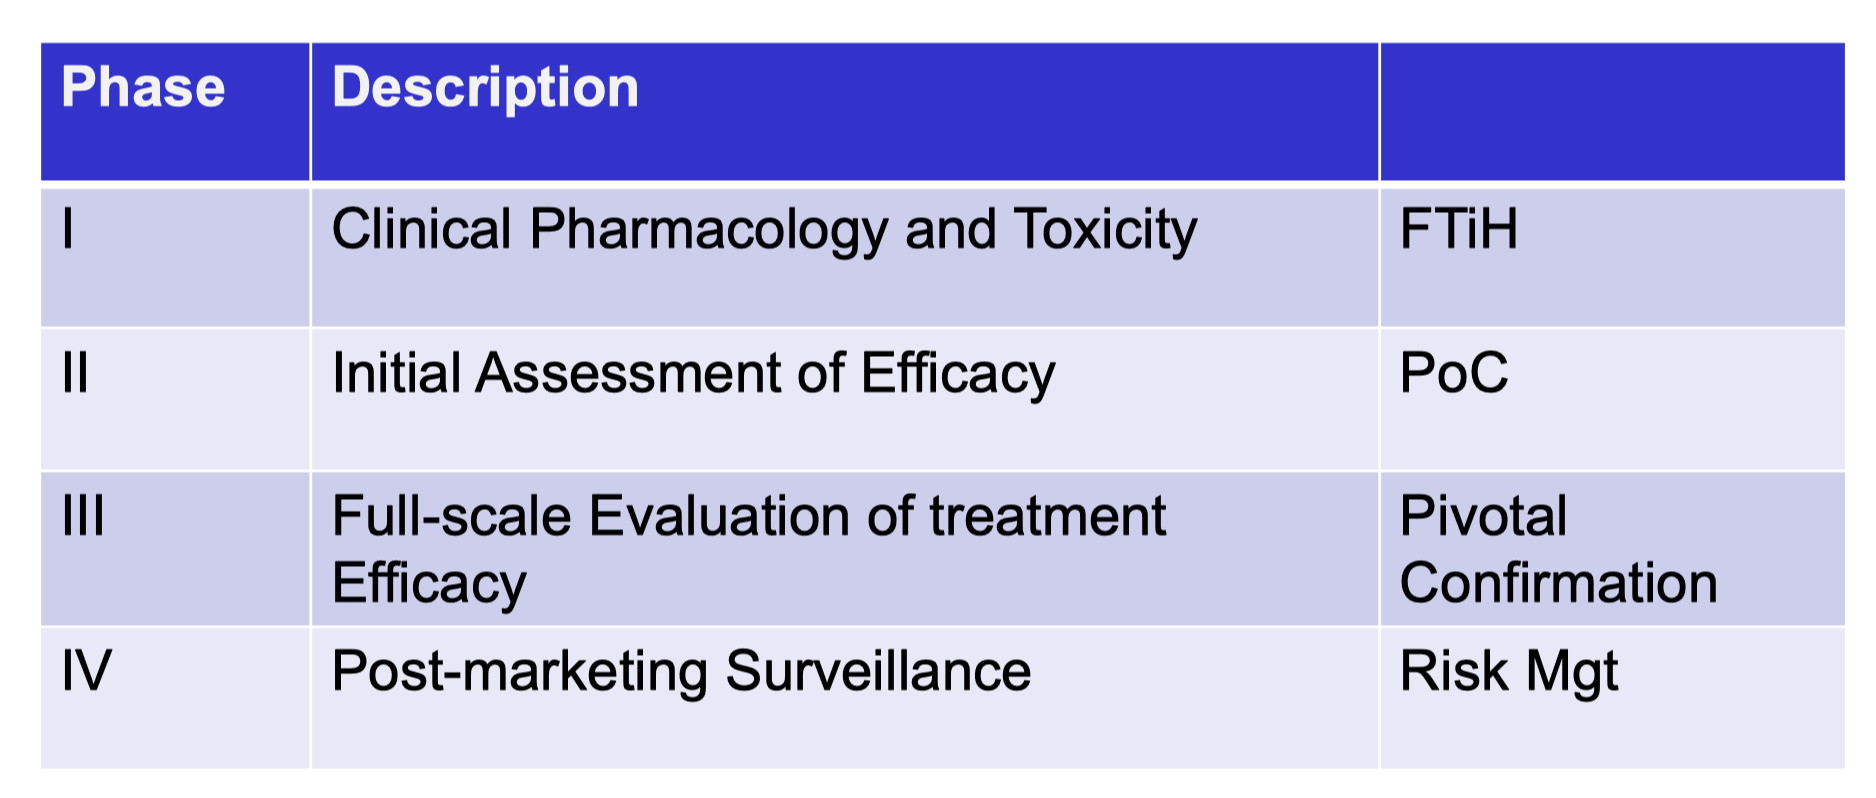 Phase Description
I Clinical Pharmacology and Toxicity FTiH
II Initial Assessment of Efficacy PoC
III Full-scale Evaluation of treatment Pivotal
Efficacy Confirmation
IV Post-marketing Surveillance Risk Mgt